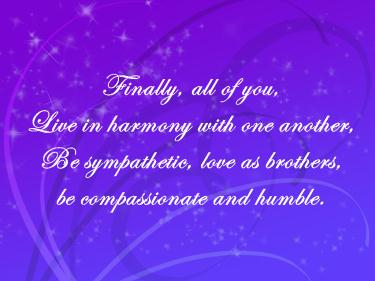 Finally, all of you,
Live in harmony with one another,
Be sympathetic, love as brothers,
be compassionate and humble.